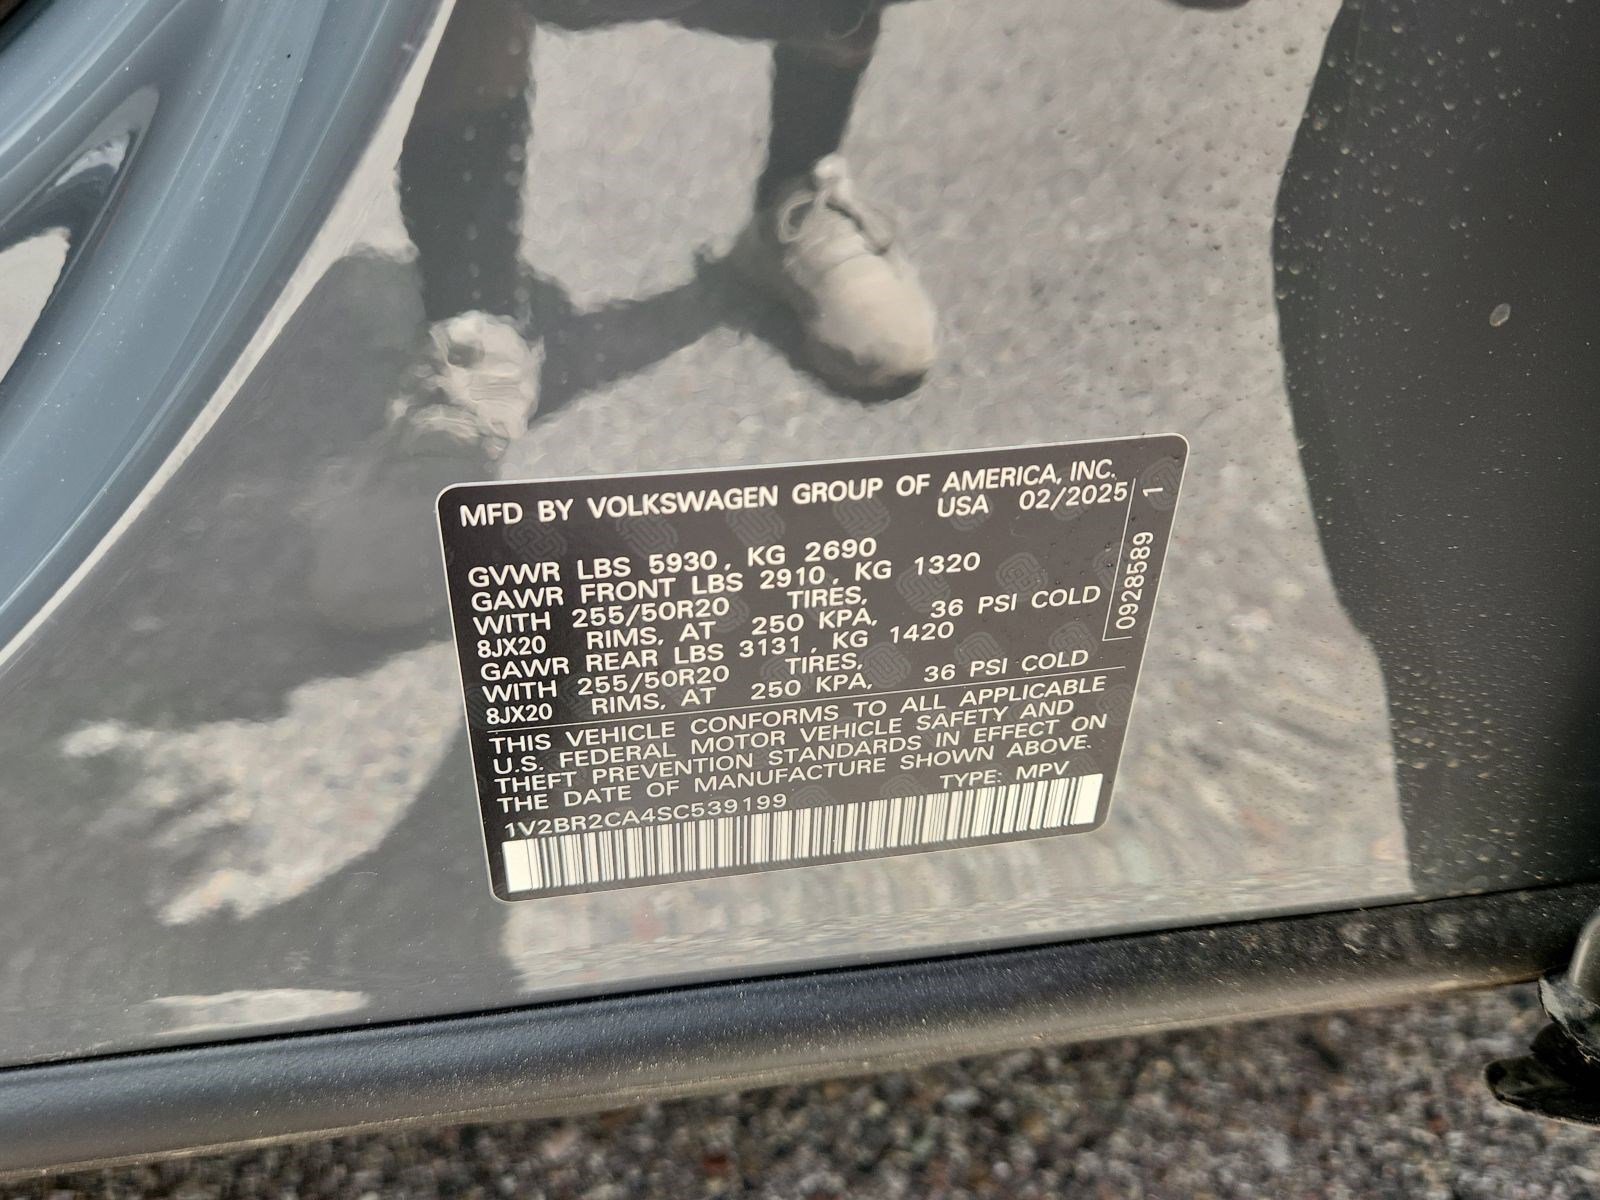 MFD BY VOLKSWAGEN GROUP OF AMERICA, INC.
USA 02/2025
GVWR LBS 5930, KG 2690
GAWR FRONT LBS 2910, KG 1320
WITH 255/50R20 TIRES,
8JX20 RIMS, AT 250 KPA, 36 PSI COLD
GAWR REAR LBS 3131, KG 1420
WITH 255/50R20 TIRES,
8JX20 RIMS, AT 250 KPA, 36 PSI COLD
THIS VEHICLE CONFORMS TO ALL APPLICABLE
U.S. FEDERAL MOTOR VEHICLE SAFETY AND
THEFT PREVENTION STANDARDS IN EFFECT ON
THE DATE OF MANUFACTURE SHOWN ABOVE.
1V2BR2CA4SC539199 TYPE: MPV
0928589 1